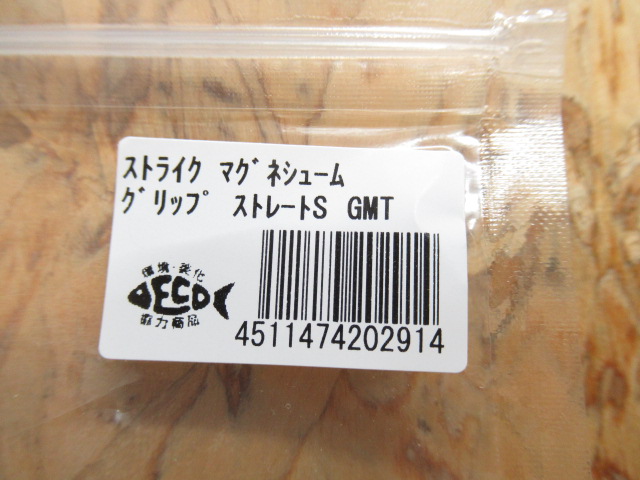 ｽﾄﾗｲｸ ﾏｸﾞﾈｼｭｰﾑ
ｸﾞﾘｯﾌﾟ ｽﾄﾚｰﾄS GMT
環境・美化
ECO
協力商品
4511474202914